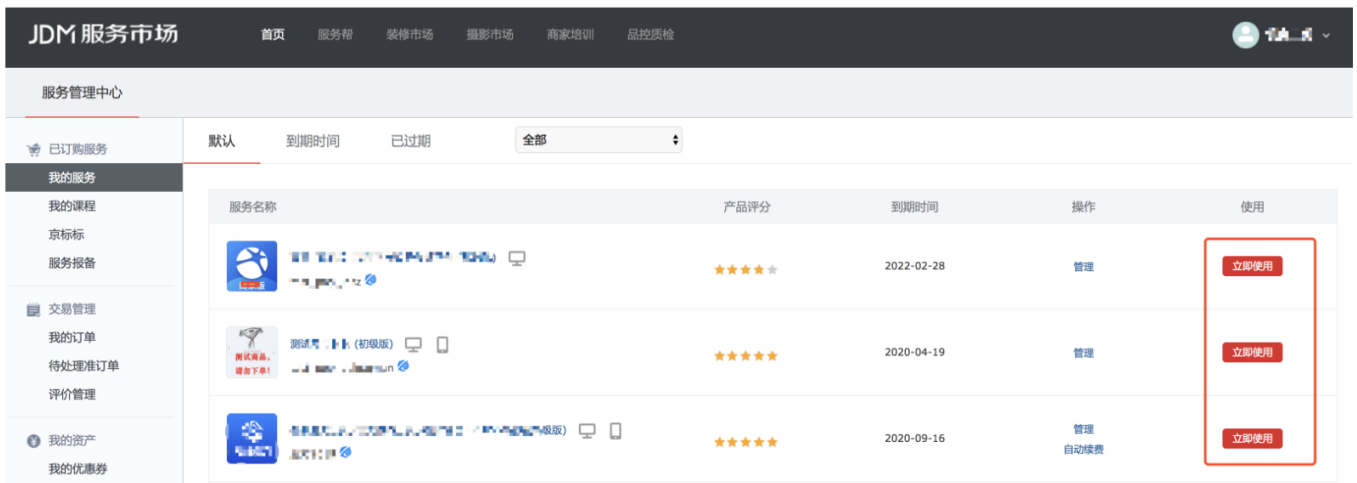 JDM 服务市场
首页 服务帮 装修市场 摄影市场 商家培训 品控质检
服务管理中心
已订购服务
我的服务
我的课程
京标标
服务报备
交易管理
我的订单
待处理准订单
评价管理
我的资产
我的优惠券
默认 到期时间 已过期 全部
服务名称 产品评分 到期时间 操作 使用
2022-02-28 管理 立即使用
测试商品,
请勿下单!
(初级版)
2020-04-19 管理 立即使用
2020-09-16 管理 立即使用
自动续费